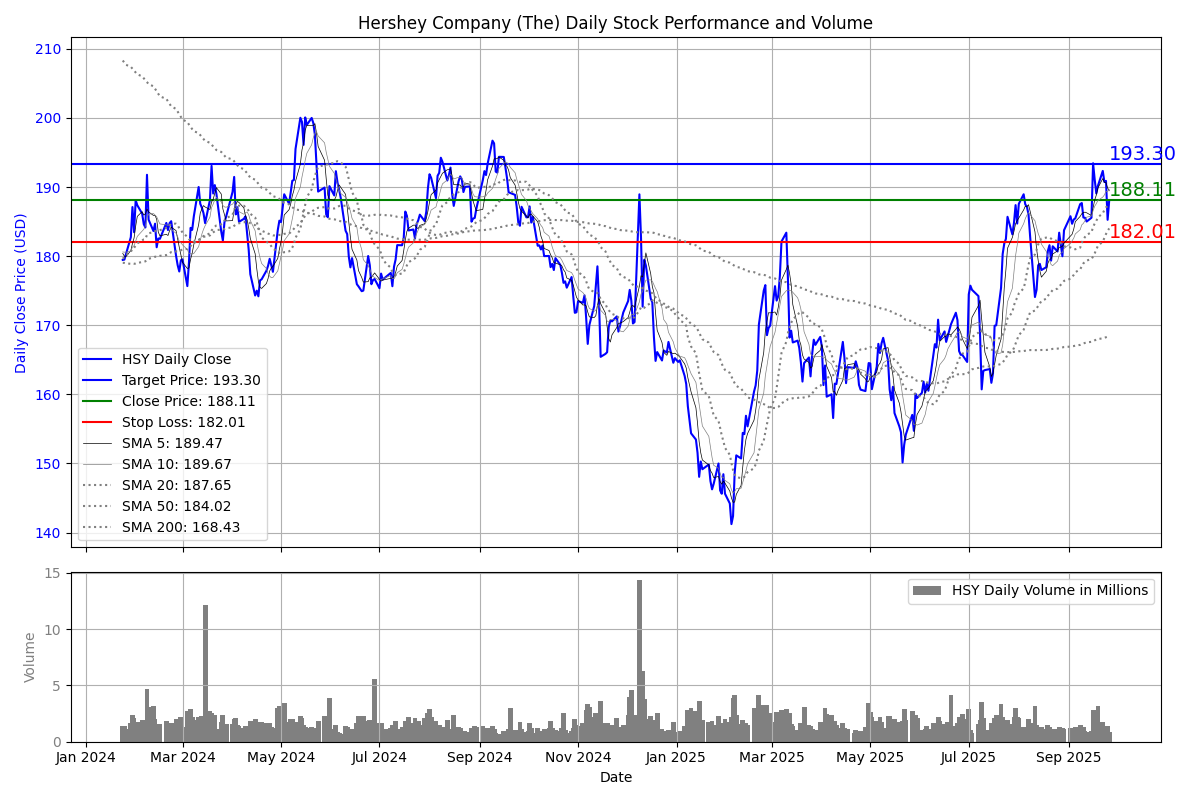 Hershey Company (The) Daily Stock Performance and Volume
Daily Close Price (USD)
210
200
190
180
170
160
150
140
193.30
188.11
182.01
HSY Daily Close
Target Price: 193.30
Close Price: 188.11
Stop Loss: 182.01
SMA 5: 189.47
SMA 10: 189.67
SMA 20: 187.65
SMA 50: 184.02
SMA 200: 168.43
Volume
15
10
5
0
HSY Daily Volume in Millions
Jan 2024 Mar 2024 May 2024 Jul 2024 Sep 2024 Nov 2024 Jan 2025 Mar 2025 May 2025 Jul 2025 Sep 2025
Date